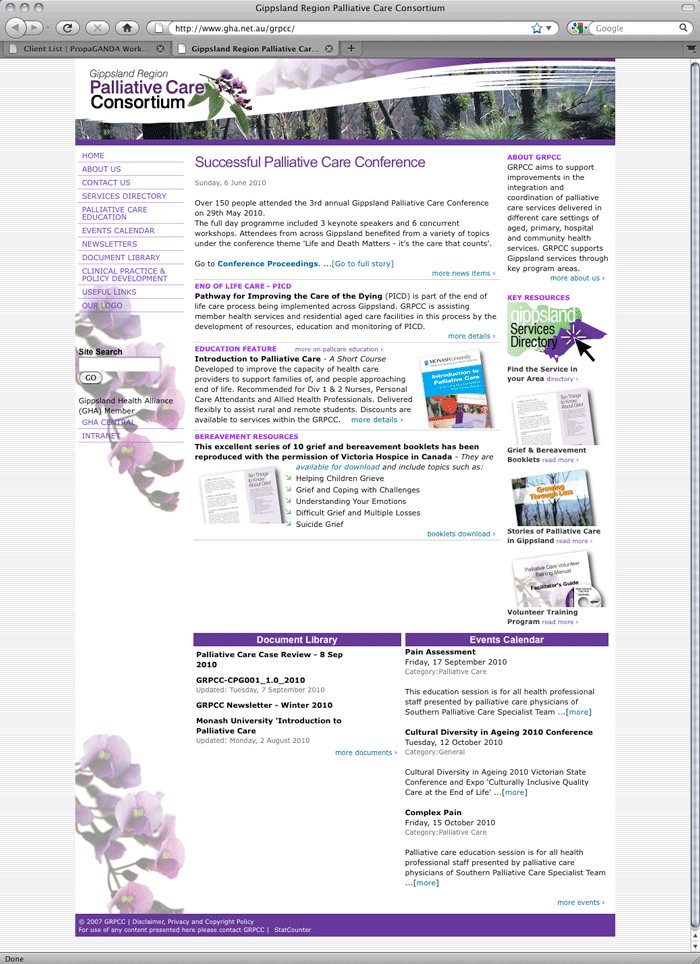 Gippsland Region Palliative Care Consortium
http://www.gha.net.au/grpcc/
Google
Client List | PropaGANDA Work...
Gippsland Region Palliative Car...
Gippsland Region
Palliative Care
Consortium
HOME
ABOUT US
CONTACT US
SERVICES DIRECTORY
PALLIATIVE CARE
EDUCATION
EVENTS CALENDAR
NEWSLETTERS
DOCUMENT LIBRARY
CLINICAL PRACTICE &
POLICY DEVELOPMENT
USEFUL LINKS
OUR LOGO
Site Search
GO
Gippsland Health Alliance
(GHA) Member
GHA CENTRAL
INTRANET
Successful Palliative Care Conference
Sunday, 6 June 2010
Over 150 people attended the 3rd annual Gippsland Palliative Care Conference
on 29th May 2010.
The full day programme included 3 keynote speakers and 6 concurrent
workshops. Attendees from across Gippsland benefited from a variety of topics
under the conference theme 'Life and Death Matters - it's the care that counts'.
Go to Conference Proceedings. ...[Go to full story]
more news items ›
END OF LIFE CARE - PICD
Pathway for Improving the Care of the Dying (PICD) is part of the end of
life care process being implemented across Gippsland. GRPCC is assisting
member health services and residential aged care facilities in this process by the
development of resources, education and monitoring of PICD.
more details ›
EDUCATION FEATURE more on pallcare education ›
Introduction to Palliative Care - A Short Course
Developed to improve the capacity of health care
providers to support families of, and people approaching
end of life. Recommended for Div 1 & 2 Nurses, Personal
Care Attendants and Allied Health Professionals. Delivered
flexibly to assist rural and remote students. Discounts are
available to services within the GRPCC. more details ›
MONASH University
Introduction to
Palliative Care
BEREAVEMENT RESOURCES
This excellent series of 10 grief and bereavement booklets has been
reproduced with the permission of Victoria Hospice in Canada - They are
available for download and include topics such as:
Ten Things
to Know
About Grief
Helping Children Grieve
Grief and Coping with Challenges
Understanding Your Emotions
Difficult Grief and Multiple Losses
Suicide Grief
booklets download ›
ABOUT GRPCC
GRPCC aims to support
improvements in the
integration and
coordination of palliative
care services delivered in
different care settings of
aged, primary, hospital
and community health
services. GRPCC supports
Gippsland services through
key program areas.
more about us ›
KEY RESOURCES
gippsland
Services
Directory
Find the Service in
your Area directory ›
Grief & Bereavement
Booklets read more ›
Growing
Through Loss
Stories of Palliative Care
in Gippsland read more ›
Palliative Care Volunteer
Training Manual
Facilitator's Guide
Volunteer Training
Program read more ›
Document Library
Palliative Care Case Review - 8 Sep
2010
GRPCC-CPG001_1.0_2010
Updated: Tuesday, 7 September 2010
GRPCC Newsletter - Winter 2010
Monash University 'Introduction to
Palliative Care
Updated: Monday, 2 August 2010
more documents ›
Events Calendar
Pain Assessment
Friday, 17 September 2010
Category:Palliative Care
This education session is for all health professional
staff presented by palliative care physicians of
Southern Palliative Care Specialist Team ...[more]
Cultural Diversity in Ageing 2010 Conference
Tuesday, 12 October 2010
Category:General
Cultural Diversity in Ageing 2010 Victorian State
Conference and Expo 'Culturally Inclusive Quality
Care at the End of Life' ...[more]
Complex Pain
Friday, 15 October 2010
Category:Palliative Care
Palliative care education session is for all health
professional staff presented by palliative care
physicians of Southern Palliative Care Specialist Team
...[more]
more events ›
© 2007 GRPCC | Disclaimer, Privacy and Copyright Policy
For use of any content presented here please contact GRPCC | StatCounter
Done